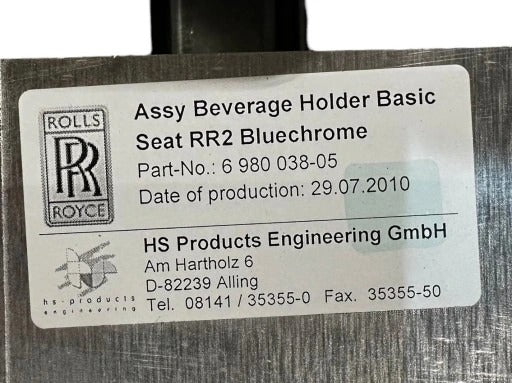 ROLLS
RR
ROYCE
Assy Beverage Holder Basic
Seat RR2 Bluechrome
Part-No.: 6 980 038-05
Date of production: 29.07.2010
hs-products
engineering
HS Products Engineering GmbH
Am Hartholz 6
D-82239 Alling
Tel. 08141 / 35355-0 Fax. 35355-50